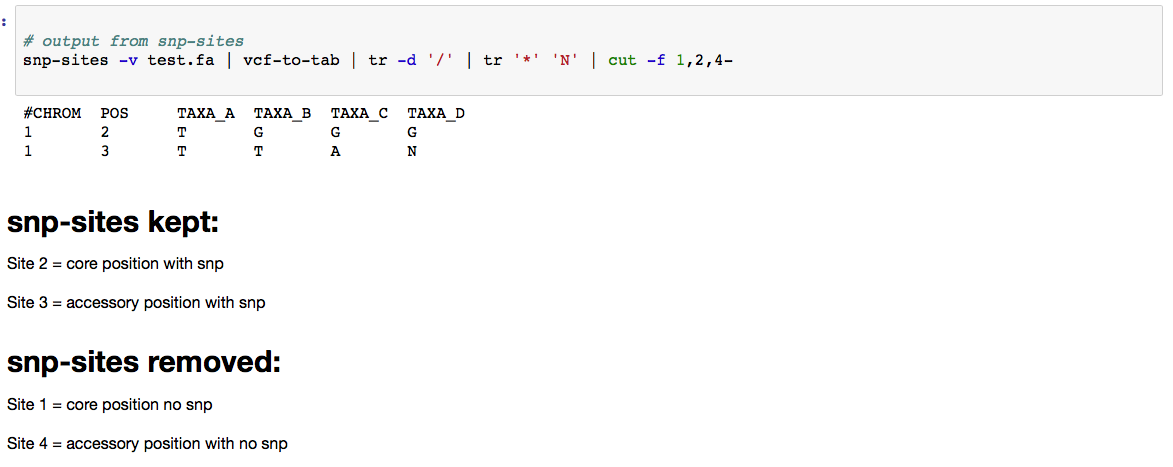 :
# output from snp-sites
snp-sites -v test.fa | vcf-to-tab | tr -d '/' | tr '*' 'N' | cut -f 1,2,4-
#CHROM POS TAXA_A TAXA_B TAXA_C TAXA_D
1 2 T G G G
1 3 T T A N
snp-sites kept:
Site 2 = core position with snp
Site 3 = accessory position with snp
snp-sites removed:
Site 1 = core position no snp
Site 4 = accessory position with no snp